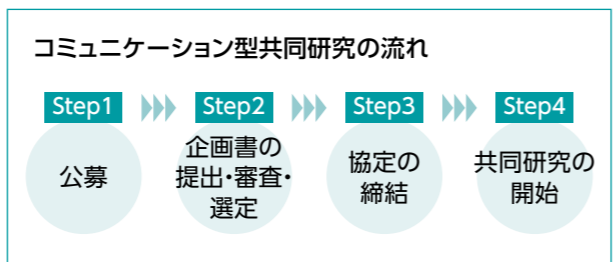 コミュニケーション型共同研究の流れ
Step1
公募
Step2
企画書の
提出・審査・
選定
Step3
協定の
締結
Step4
共同研究の
開始